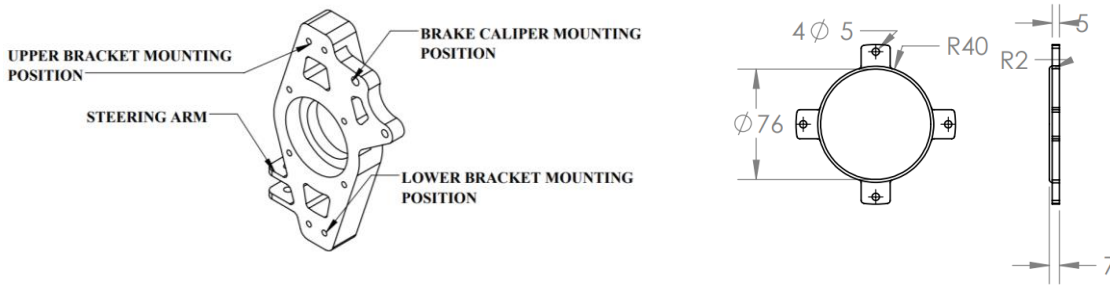 UPPER BRACKET MOUNTING
POSITION
STEERING ARM
BRAKE CALIPER MOUNTING
POSITION
LOWER BRACKET MOUNTING
POSITION
4∅ 5
R40
∅76
5
R2
7